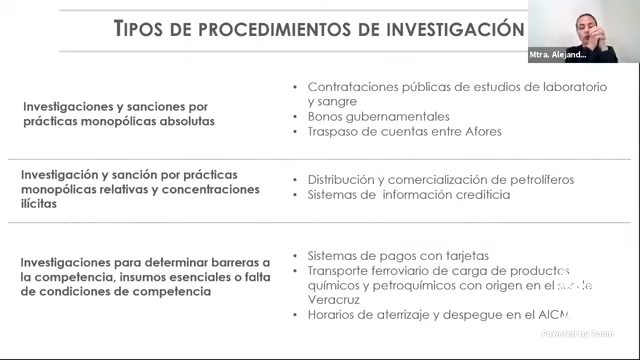 TIPOS DE PROCEDIMIENTOS DE INVESTIGACIÓN
Mtra. Alejand...
Investigaciones y sanciones por
prácticas monopólicas absolutas
• Contrataciones públicas de estudios de laboratorio
y sangre
• Bonos gubernamentales
• Traspaso de cuentas entre Afores
Investigación y sanción por prácticas
monopólicas relativas y concentraciones
ilícitas
• Distribución y comercialización de petrolíferos
• Sistemas de información crediticia
Investigaciones para determinar barreras a
la competencia, insumos esenciales o falta
de condiciones de competencia
• Sistemas de pagos con tarjetas
• Transporte ferroviario de carga de productos
químicos y petroquímicos con origen en el sur de
Veracruz
• Horarios de aterrizaje y despegue en el AICM
Powered by Zoom